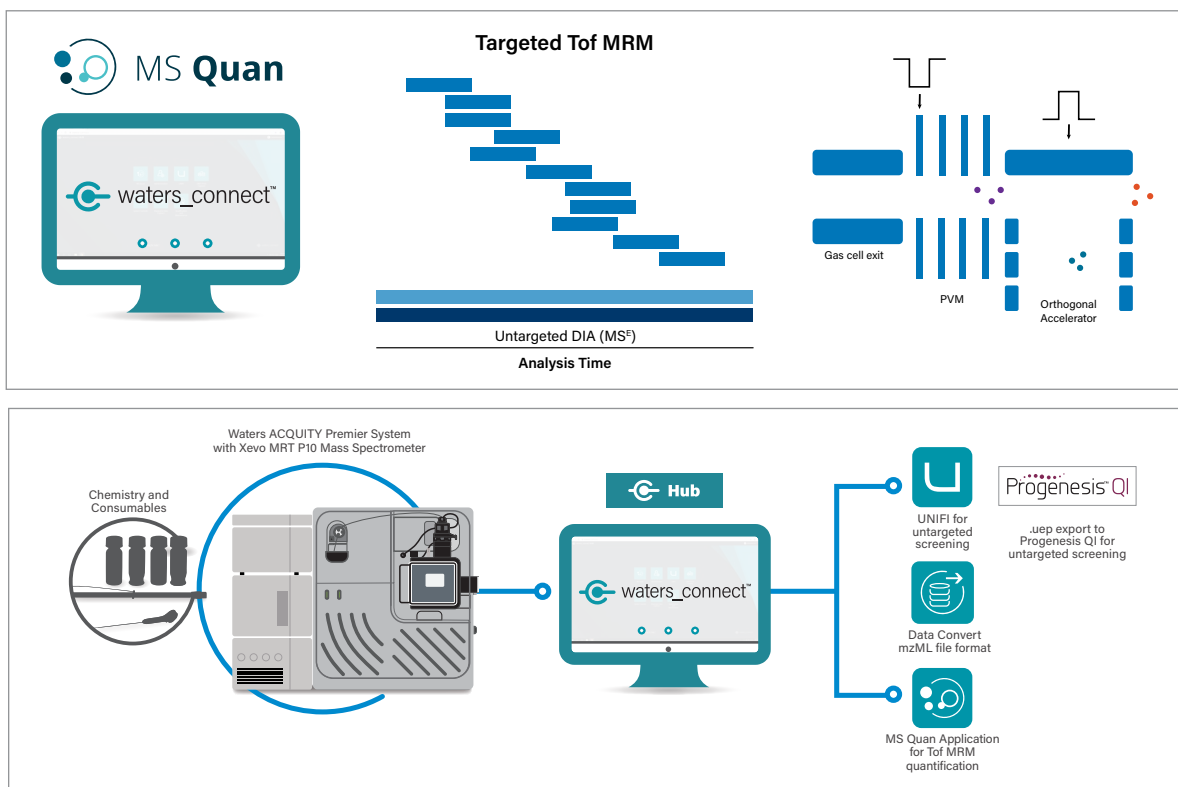 MS Quan
waters_connect™
Targeted Tof MRM
Untargeted DIA (MSᴱ)
Analysis Time
Gas cell exit
PVM
Orthogonal
Accelerator
Waters ACQUITY Premier System
with Xevo MRT P10 Mass Spectrometer
Chemistry and
Consumables
Hub
waters_connect™
UNIFI for
untargeted
screening
Progenesis™ QI
.uep export to
Progenesis QI for
untargeted screening
Data Convert
mzML file format
MS Quan Application
for Tof MRM
quantification